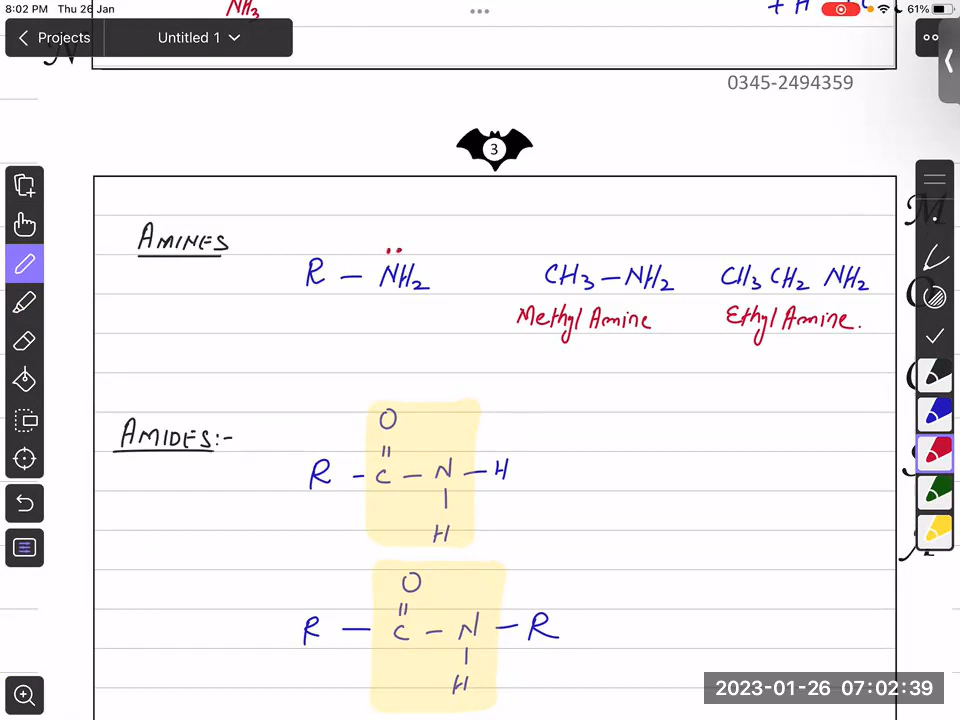 8:02 PM Thu 26 Jan
61%
NH3
+ H
Projects
Untitled 1
0345-2494359
3
AMINES
R — NH2 CH3 — NH2 CH3 CH2 NH2
Methyl Amine Ethyl Amine.
AMIDES:-
O
R - C - N - H
H
O
R — C - N - R
H
2023-01-26 07:02:39